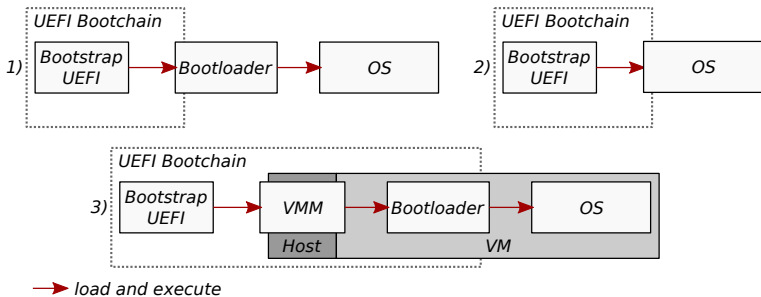 UEFI Bootchain
1)
Bootstrap
UEFI
Bootloader
OS
UEFI Bootchain
2)
Bootstrap
UEFI
OS
UEFI Bootchain
3)
Bootstrap
UEFI
VMM
Bootloader
OS
Host
VM
load and execute